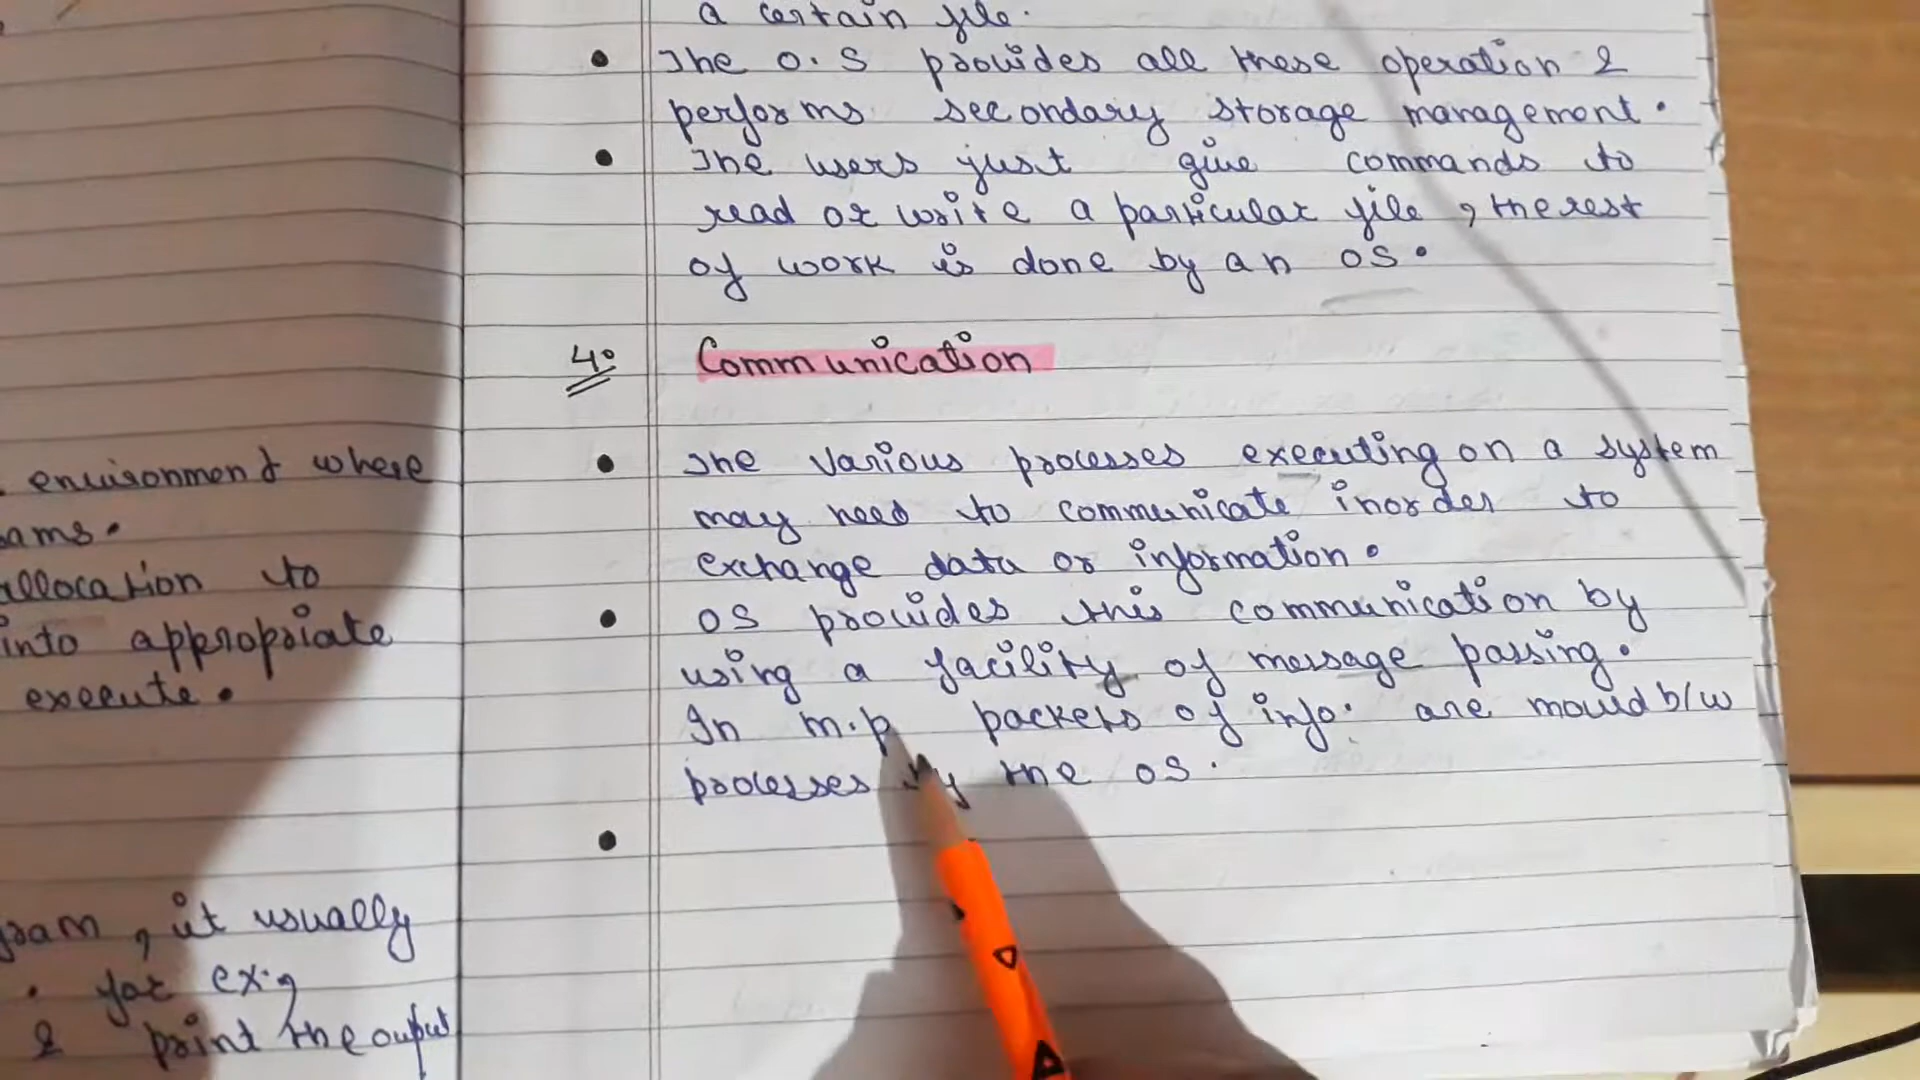 environment where
ams.
allocation to
into appropriate
execute.
gram, it usually
. for ex.,
& print the output
a certain file.
• The O.S provides all these operation &
performs secondary storage management.
• The users just give commands to
read or write a particular file, the rest
of work is done by an OS.
4. Communication
• The various processes executing on a system
may need to communicate inorder to
exchange data or information.
• OS provides this communication by
using a facility of message passing.
In m.p packets of info. are moved b/w
processes by the OS.
•